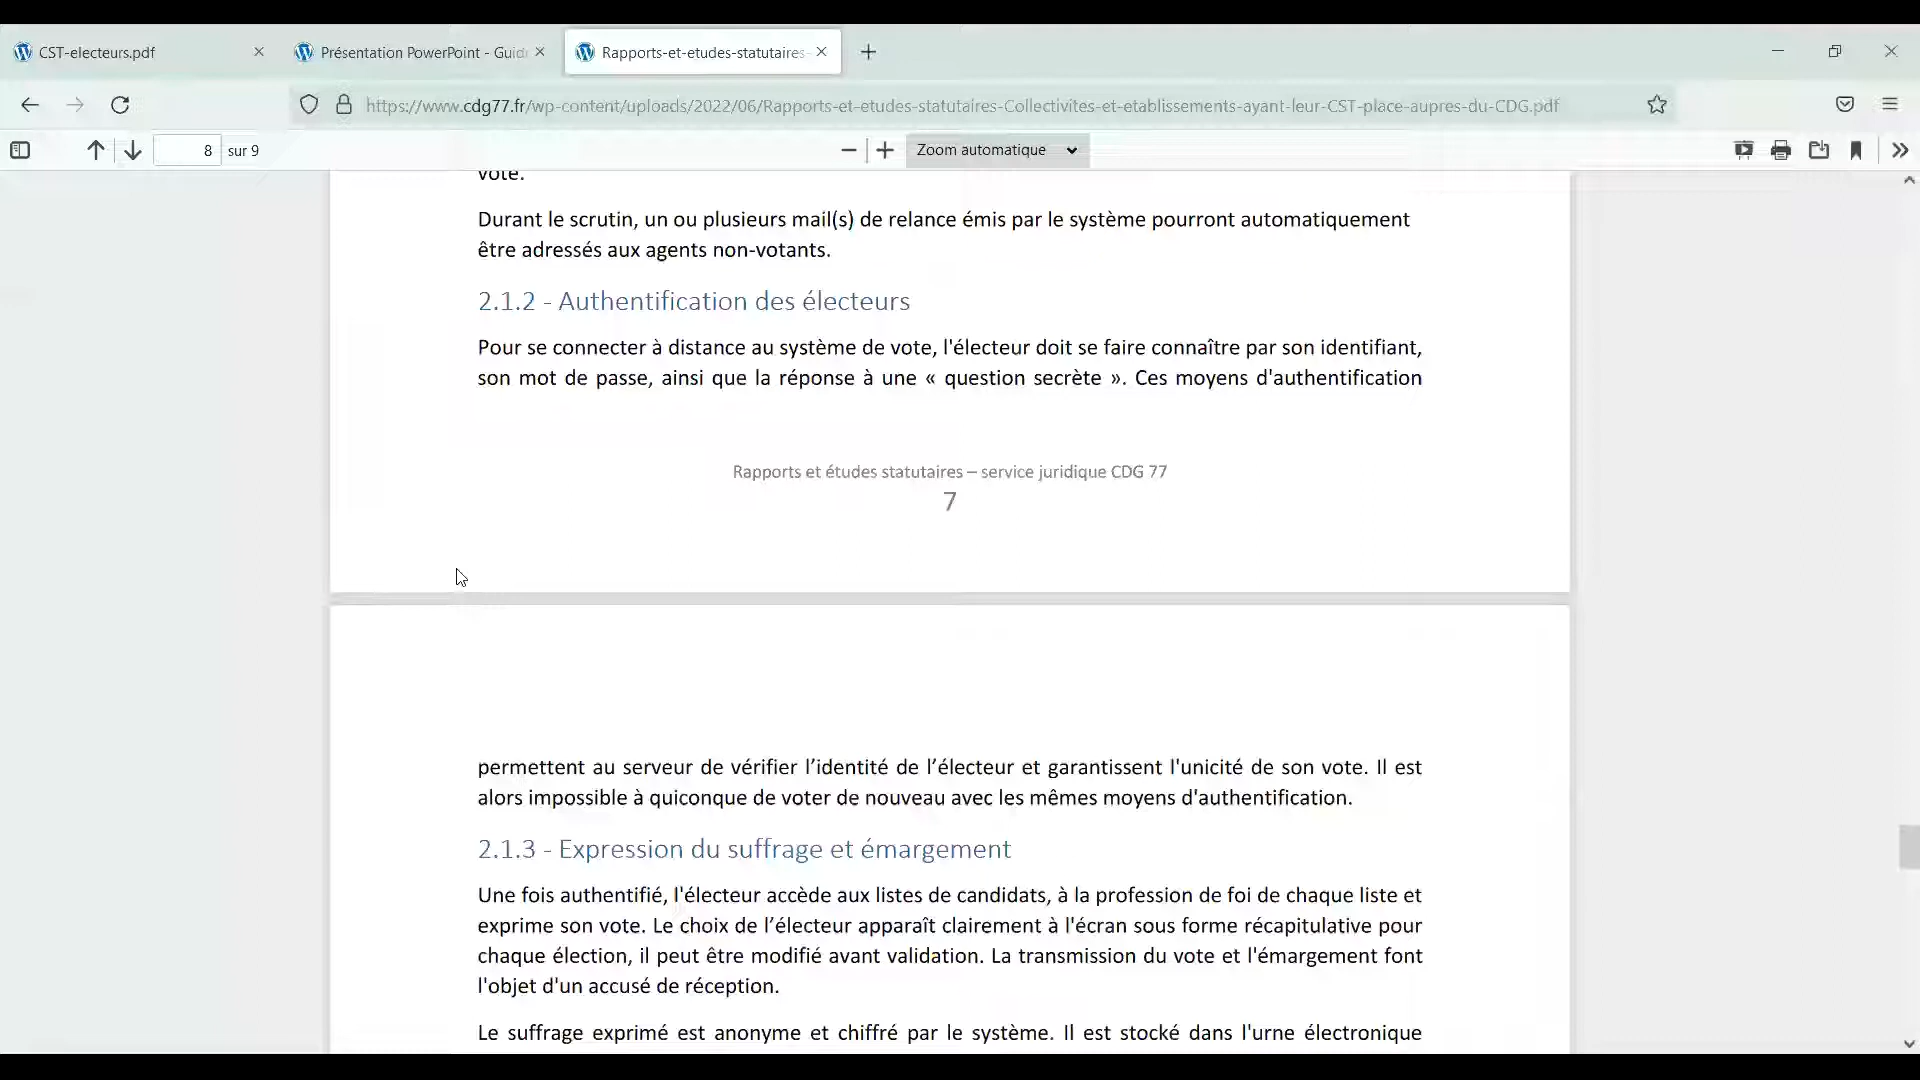 CST-electeurs.pdf
Présentation PowerPoint - Guid
Rapports-et-etudes-statutaires-
https://www.cdg77.fr/wp-content/uploads/2022/06/Rapports-et-etudes-statutaires-Collectivites-et-etablissements-ayant-leur-CST-place-aupres-du-CDG.pdf
8 sur 9
Zoom automatique
vote.
Durant le scrutin, un ou plusieurs mail(s) de relance émis par le système pourront automatiquement
être adressés aux agents non-votants.
2.1.2 - Authentification des électeurs
Pour se connecter à distance au système de vote, l'électeur doit se faire connaître par son identifiant,
son mot de passe, ainsi que la réponse à une « question secrète ». Ces moyens d'authentification
Rapports et études statutaires – service juridique CDG 77
7
permettent au serveur de vérifier l’identité de l’électeur et garantissent l'unicité de son vote. Il est
alors impossible à quiconque de voter de nouveau avec les mêmes moyens d'authentification.
2.1.3 - Expression du suffrage et émargement
Une fois authentifié, l'électeur accède aux listes de candidats, à la profession de foi de chaque liste et
exprime son vote. Le choix de l’électeur apparaît clairement à l'écran sous forme récapitulative pour
chaque élection, il peut être modifié avant validation. La transmission du vote et l'émargement font
l'objet d'un accusé de réception.
Le suffrage exprimé est anonyme et chiffré par le système. Il est stocké dans l'urne électronique